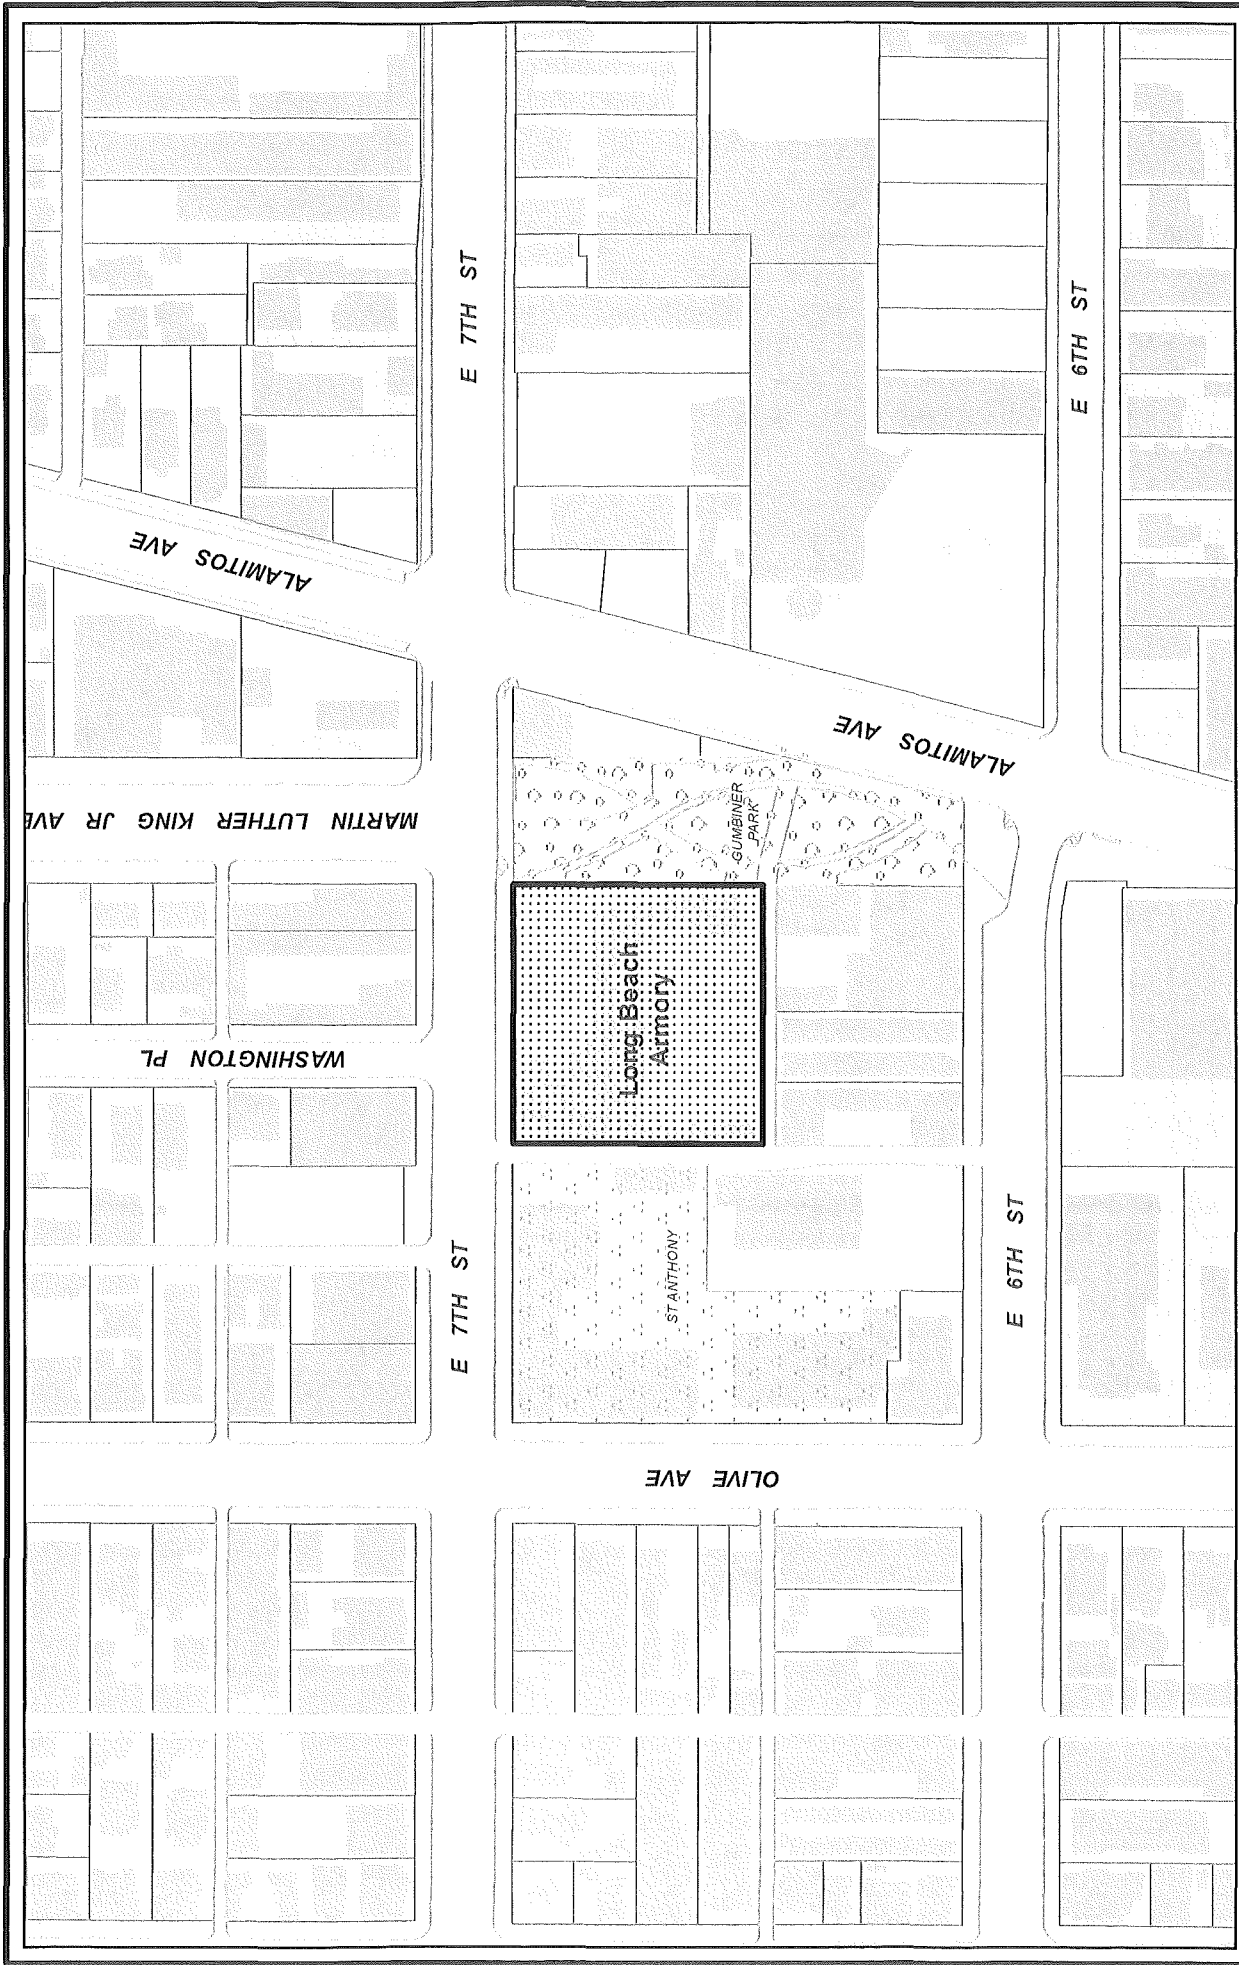 E 7TH ST
E 6TH ST
ALAMITOS AVE
ALAMITOS AVE
MARTIN LUTHER KING JR AVE
GUMBINER
PARK
Long Beach
Armory
WASHINGTON PL
E 7TH ST
ST ANTHONY
E 6TH ST
OLIVE AVE